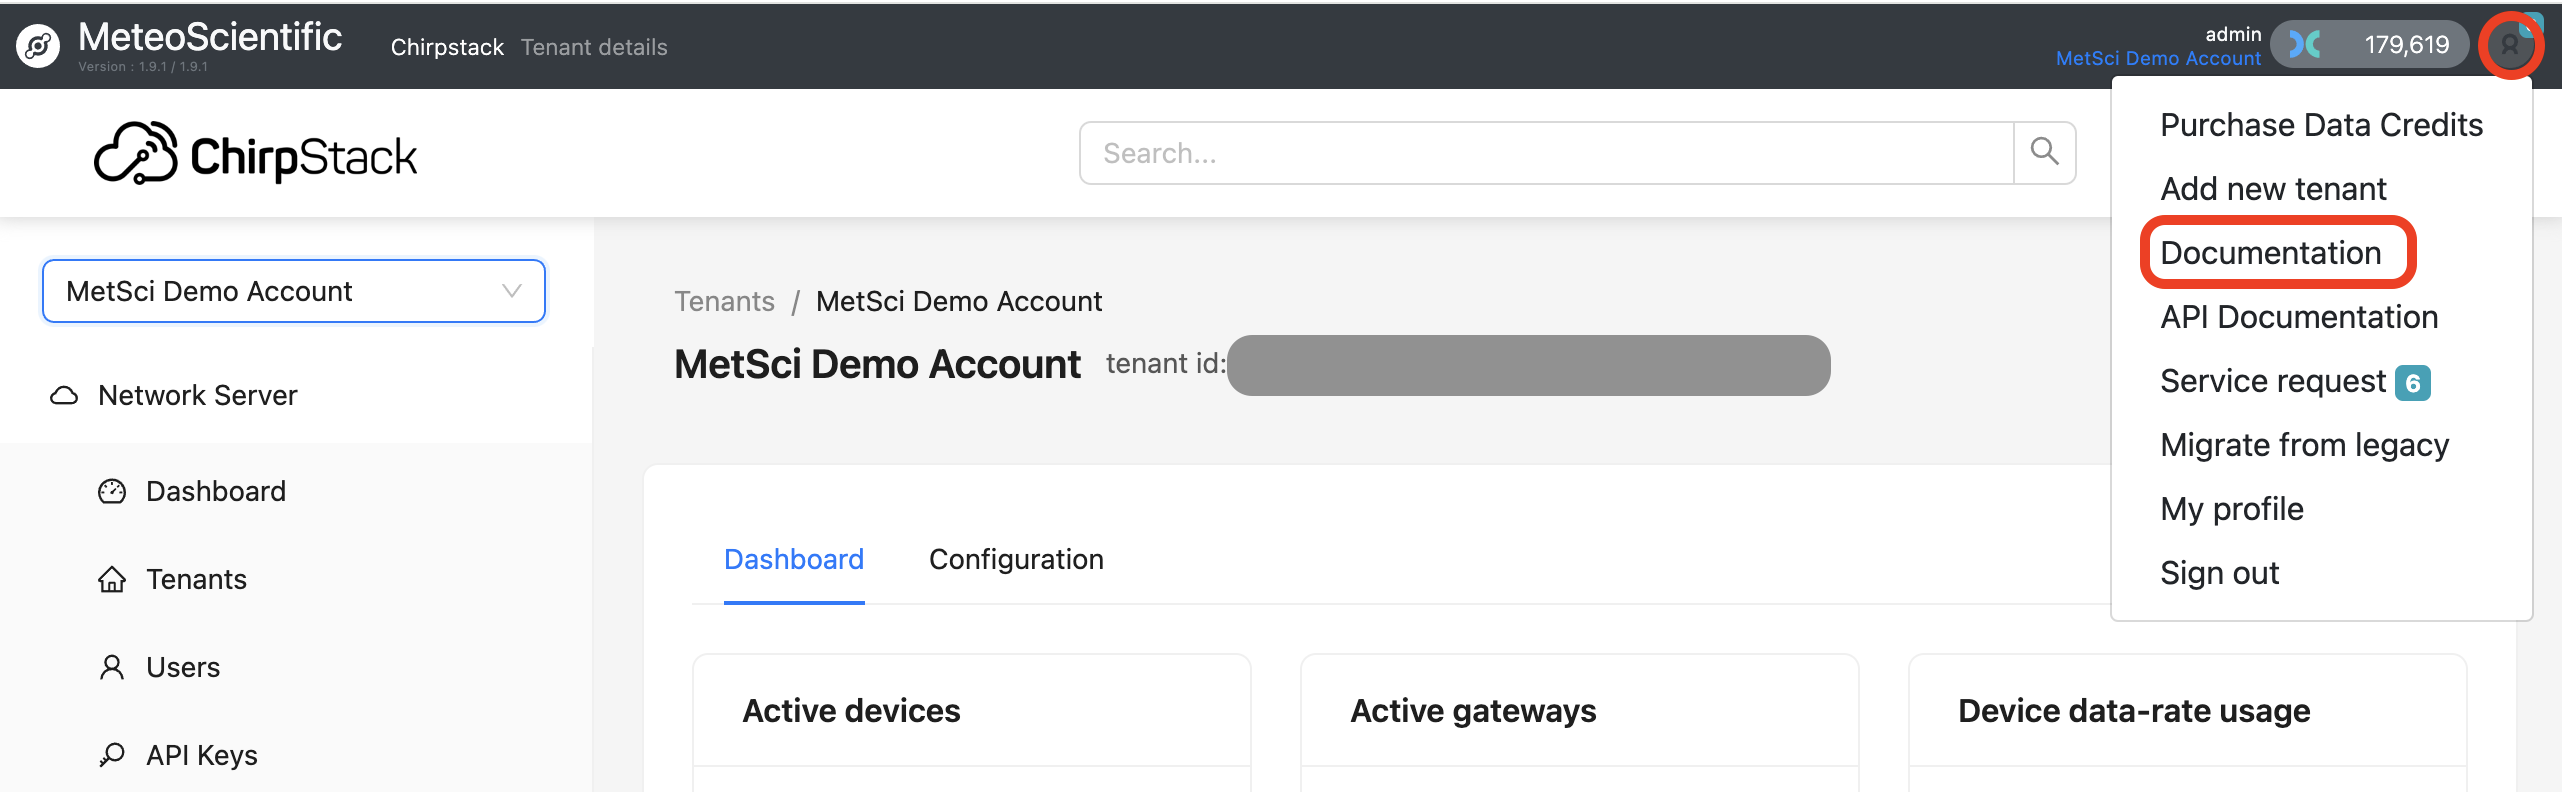 MeteoScientific
Version : 1.9.1 / 1.9.1
Chirpstack
Tenant details
admin
MetSci Demo Account
179,619
ChirpStack
Search...
Purchase Data Credits
Add new tenant
Documentation
API Documentation
Service request 6
Migrate from legacy
My profile
Sign out
MetSci Demo Account
Network Server
Dashboard
Tenants
Users
API Keys
Tenants / MetSci Demo Account
MetSci Demo Account tenant id:
Dashboard
Configuration
Active devices
Active gateways
Device data-rate usage